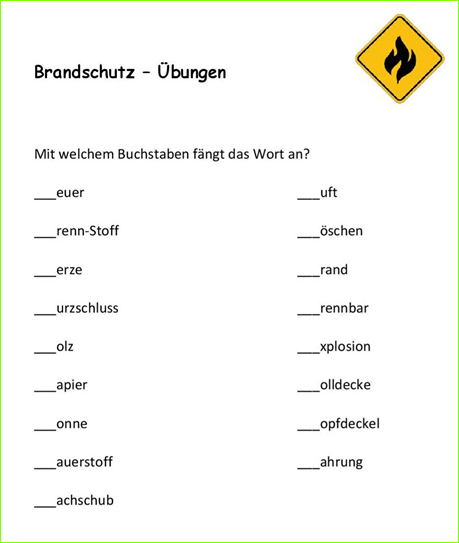 Brandschutz – Übungen
Mit welchem Buchstaben fängt das Wort an?
___euer ___uft
___renn-Stoff ___öschen
___erze ___rand
___urzschluss ___rennbar
___olz ___xplosion
___apier ___olldecke
___onne ___opfdeckel
___auerstoff ___ahrung
___achschub